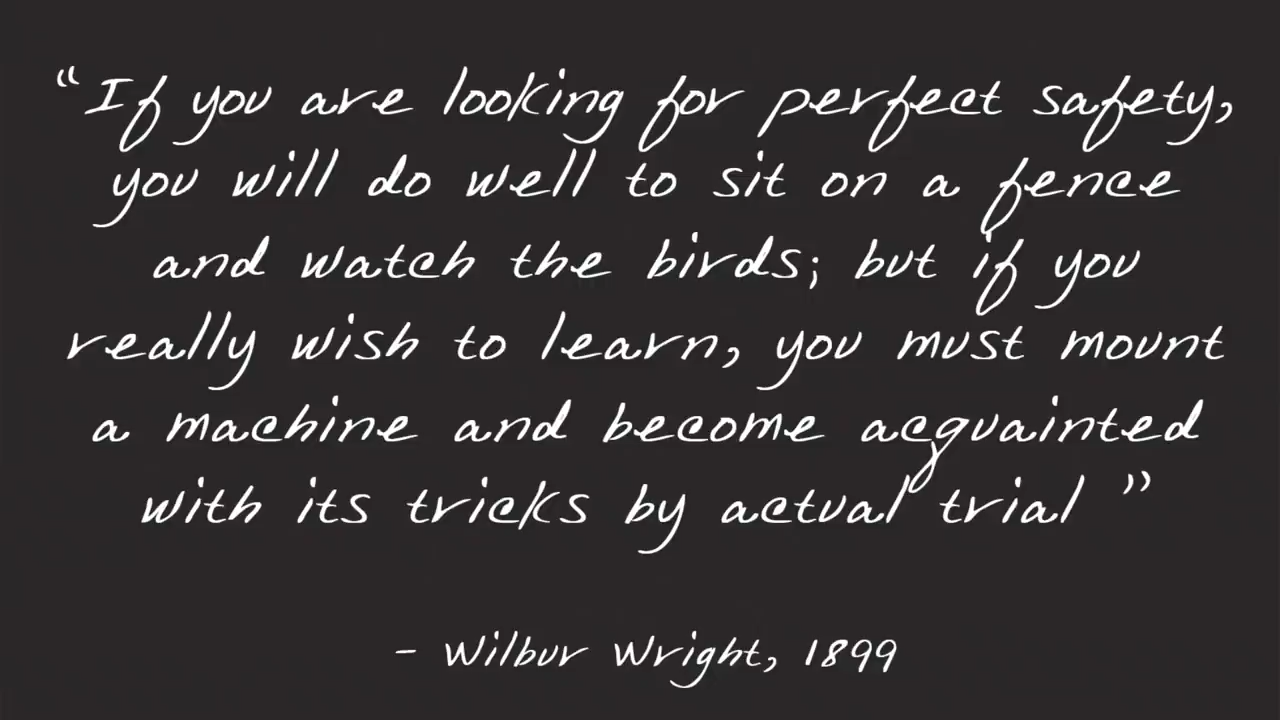 “If you are looking for perfect safety,
you will do well to sit on a fence
and watch the birds; but if you
really wish to learn, you must mount
a machine and become acquainted
with its tricks by actual trial ”
- Wilbur Wright, 1899